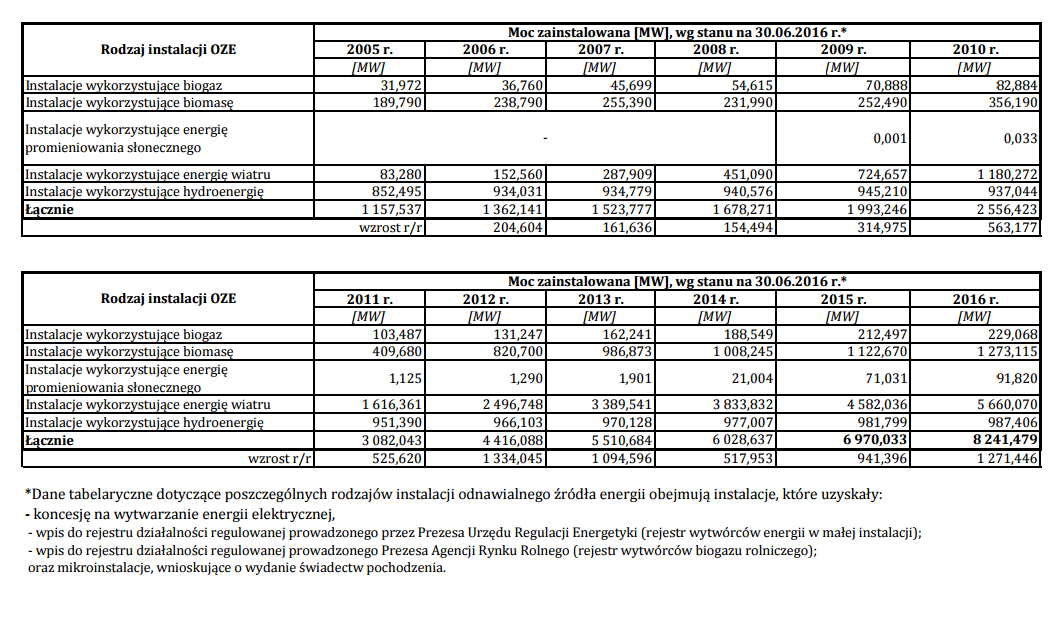 Rodzaj instalacji OZE
Moc zainstalowana [MW], wg stanu na 30.06.2016 r.*
2005 r. 2006 r. 2007 r. 2008 r. 2009 r. 2010 r.
[MW] [MW] [MW] [MW] [MW] [MW]
Instalacje wykorzystujące biogaz 31,972 36,760 45,699 54,615 70,888 82,884
Instalacje wykorzystujące biomasę 189,790 238,790 255,390 231,990 252,490 356,190
Instalacje wykorzystujące energię
promieniowania słonecznego - 0,001 0,033
Instalacje wykorzystujące energię wiatru 83,280 152,560 287,909 451,090 724,657 1 180,272
Instalacje wykorzystujące hydroenergię 852,495 934,031 934,779 940,576 945,210 937,044
Łącznie 1 157,537 1 362,141 1 523,777 1 678,271 1 993,246 2 556,423
wzrost r/r 204,604 161,636 154,494 314,975 563,177
Rodzaj instalacji OZE
Moc zainstalowana [MW], wg stanu na 30.06.2016 r.*
2011 r. 2012 r. 2013 r. 2014 r. 2015 r. 2016 r.
[MW] [MW] [MW] [MW] [MW] [MW]
Instalacje wykorzystujące biogaz 103,487 131,247 162,241 188,549 212,497 229,068
Instalacje wykorzystujące biomasę 409,680 820,700 986,873 1 008,245 1 122,670 1 273,115
Instalacje wykorzystujące energię
promieniowania słonecznego 1,125 1,290 1,901 21,004 71,031 91,820
Instalacje wykorzystujące energię wiatru 1 616,361 2 496,748 3 389,541 3 833,832 4 582,036 5 660,070
Instalacje wykorzystujące hydroenergię 951,390 966,103 970,128 977,007 981,799 987,406
Łącznie 3 082,043 4 416,088 5 510,684 6 028,637 6 970,033 8 241,479
wzrost r/r 525,620 1 334,045 1 094,596 517,953 941,396 1 271,446
*Dane tabelaryczne dotyczące poszczególnych rodzajów instalacji odnawialnego źródła energii obejmują instalacje, które uzyskały:
- koncesję na wytwarzanie energii elektrycznej,
- wpis do rejestru działalności regulowanej prowadzonego przez Prezesa Urzędu Regulacji Energetyki (rejestr wytwórców energii w małej instalacji);
- wpis do rejestru działalności regulowanej prowadzonego Prezesa Agencji Rynku Rolnego (rejestr wytwórców biogazu rolniczego);
oraz mikroinstalacje, wnioskujące o wydanie świadectw pochodzenia.